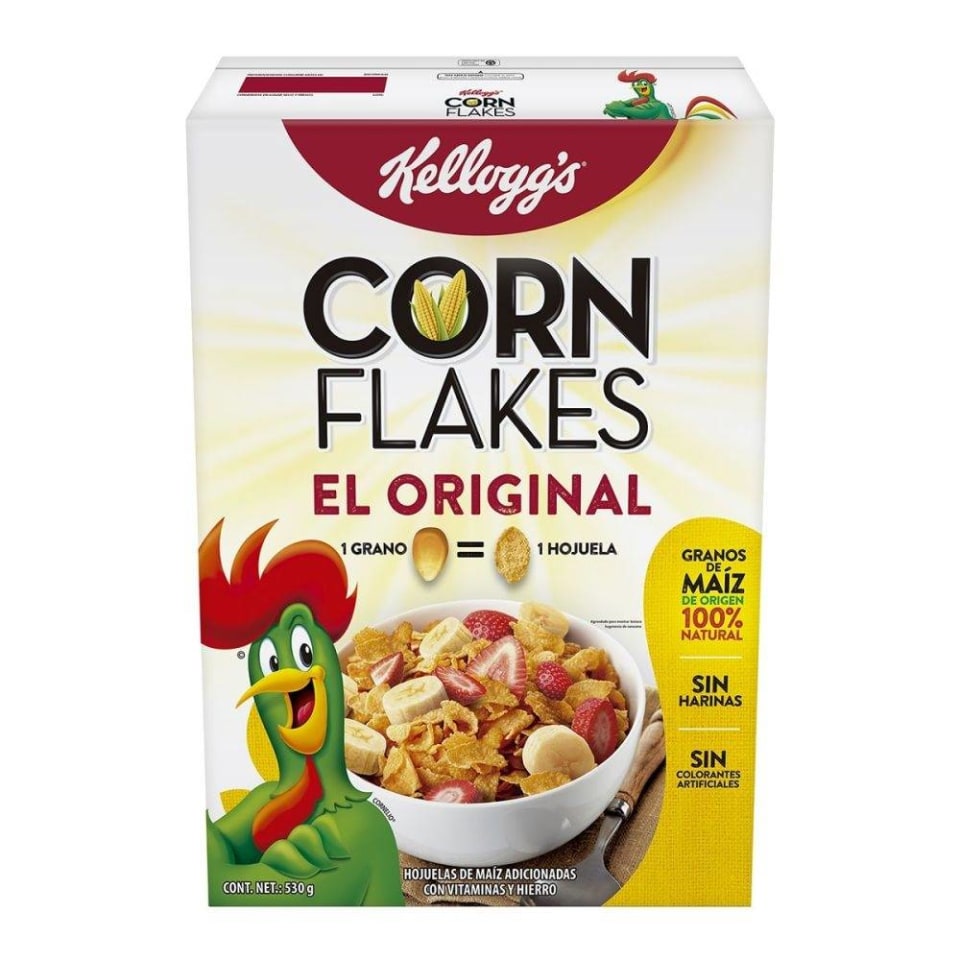 Kellogg's
CORN
FLAKES
Kellogg's
CORN
FLAKES
EL ORIGINAL
1 GRANO = 1 HOJUELA
GRANOS
DE
MAÍZ
DE ORIGEN
100%
NATURAL
SIN
HARINAS
SIN
COLORANTES
ARTIFICIALES
©
CORNELIO®
CONT. NET.: 530 g
HOJUELAS DE MAÍZ ADICIONADAS
CON VITAMINAS Y HIERRO